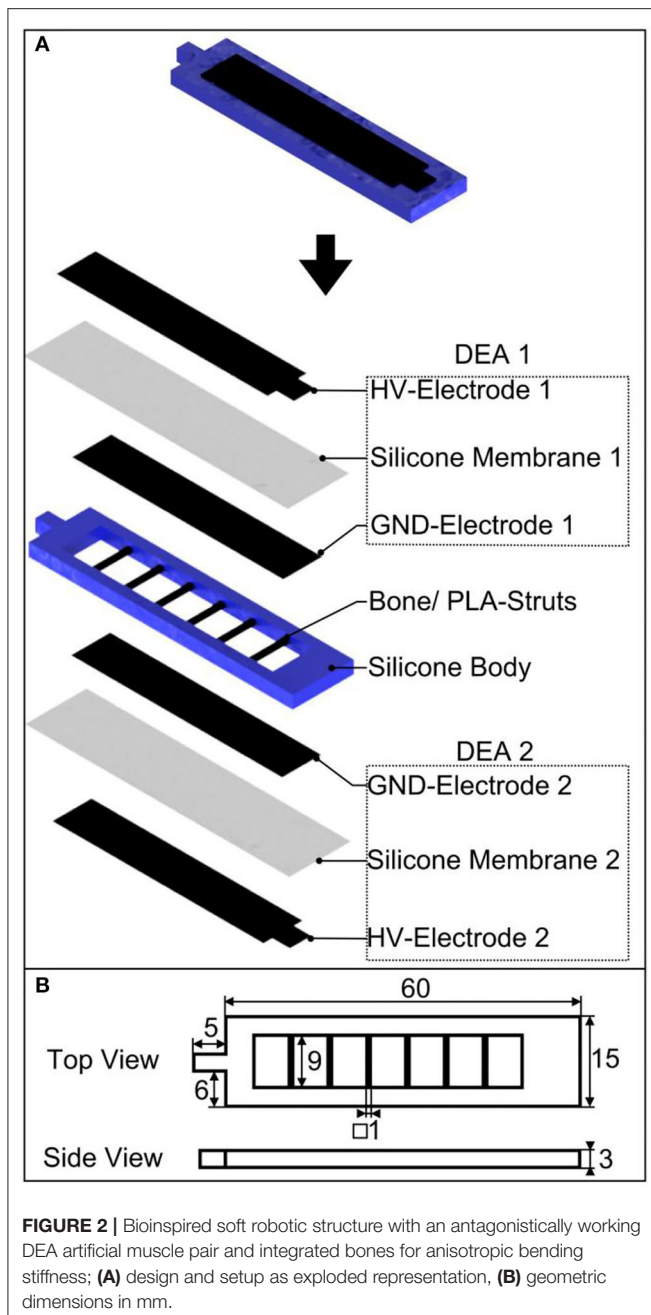 A
DEA 1
HV-Electrode 1
Silicone Membrane 1
GND-Electrode 1
Bone/ PLA-Struts
Silicone Body
DEA 2
GND-Electrode 2
Silicone Membrane 2
HV-Electrode 2
B
60
5
Top View
9
15
6
□1
Side View
3
FIGURE 2 | Bioinspired soft robotic structure with an antagonistically working
DEA artificial muscle pair and integrated bones for anisotropic bending
stiffness; (A) design and setup as exploded representation, (B) geometric
dimensions in mm.